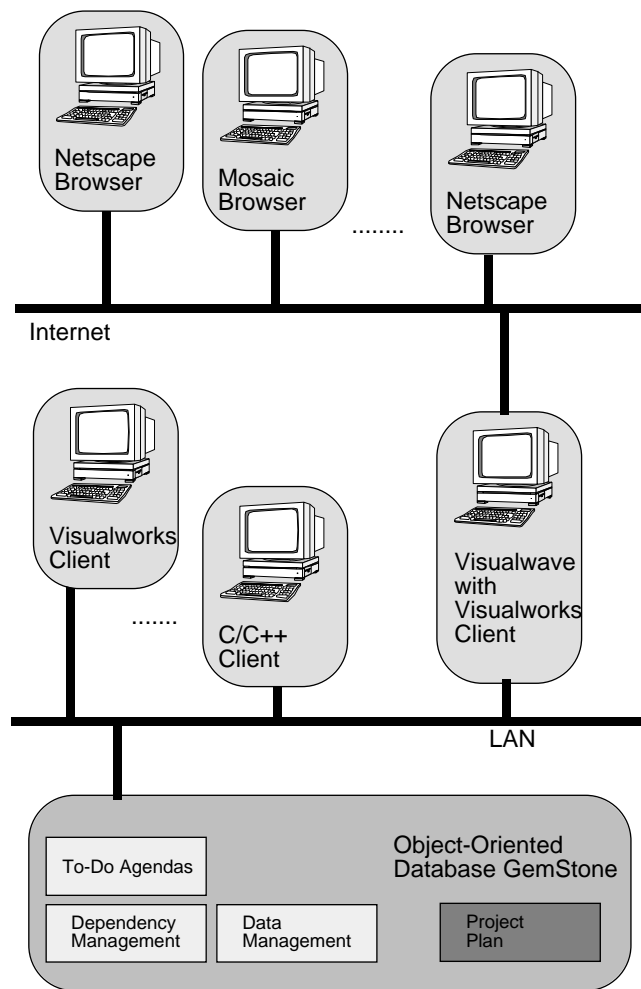 Netscape
Browser
Mosaic
Browser
........
Netscape
Browser
Internet
Visualworks
Client
.......
C/C++
Client
Visualwave
with
Visualworks
Client
LAN
Object-Oriented
Database GemStone
To-Do Agendas
Dependency
Management
Data
Management
Project
Plan